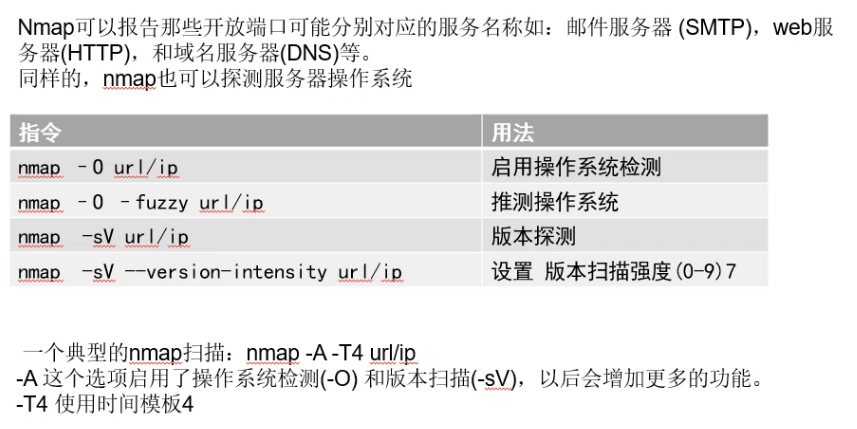 Nmap可以报告那些开放端口可能分别对应的服务名称如：邮件服务器 (SMTP)，web服
务器(HTTP)，和域名服务器(DNS)等。
同样的，nmap也可以探测服务器操作系统
指令 用法
nmap –O url/ip 启用操作系统检测
nmap –O –fuzzy url/ip 推测操作系统
nmap -sV url/ip 版本探测
nmap -sV --version-intensity url/ip 设置 版本扫描强度(0-9)7
一个典型的nmap扫描：nmap -A -T4 url/ip
-A 这个选项启用了操作系统检测(-O) 和版本扫描(-sV)，以后会增加更多的功能。
-T4 使用时间模板4